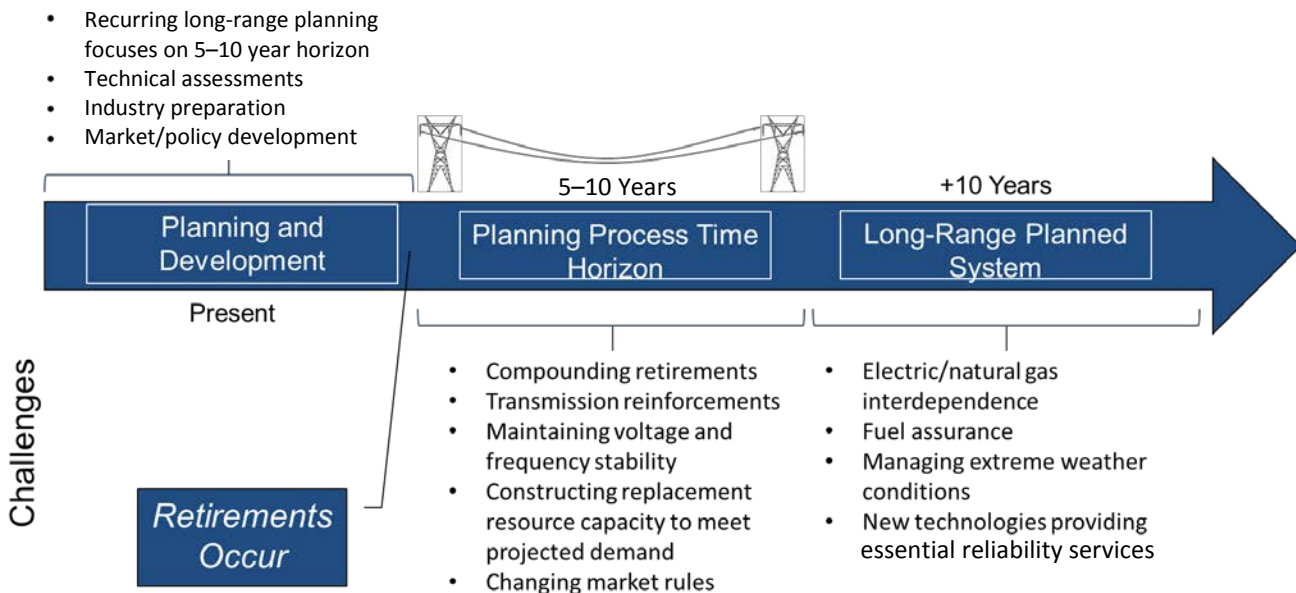 • Recurring long-range planning
focuses on 5–10 year horizon
• Technical assessments
• Industry preparation
• Market/policy development
5–10 Years
+10 Years
Planning and
Development
Planning Process Time
Horizon
Long-Range Planned
System
Present
Challenges
Retirements
Occur
• Compounding retirements
• Transmission reinforcements
• Maintaining voltage and
frequency stability
• Constructing replacement
resource capacity to meet
projected demand
• Changing market rules
• Electric/natural gas
interdependence
• Fuel assurance
• Managing extreme weather
conditions
• New technologies providing
essential reliability services